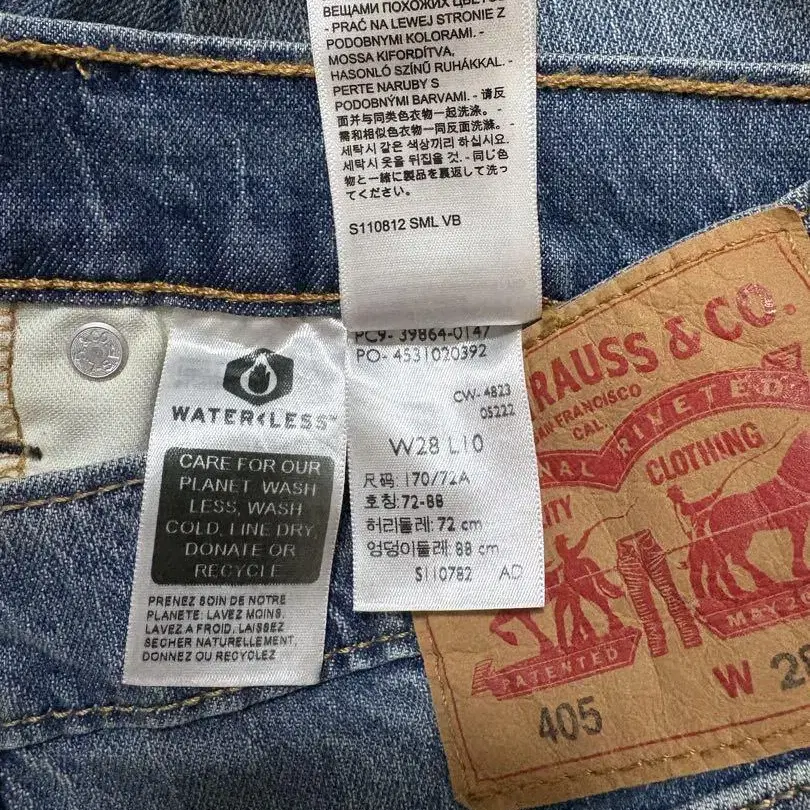 ВЕЩАМИ ПОХОЖИХ
- PRAĆ NA LEWEJ STRONIE Z
PODOBNYMI KOLORAMI. -
MOSSA KIFORDÍTVA,
HASONLÓ SZÍNŰ RUHÁKKAL. -
PERTE NARUBY S
PODOBNÝMI BARVAMI. - 请反
面并与同类色衣物一起洗涤。-
需和相似色衣物一同反面洗滌。-
세탁시 같은 색상끼리 하십시요.
세탁시 옷을 뒤집을 것. - 同じ色
物と一緒に製品を裏返して洗っ
てください。
S110812 SML VB
PC9- 39864-0147
PO- 4531020392
CW- 4823
05222
W28 L10
尺码: 170/72A
호칭:72-88
허리둘레: 72 cm
엉덩이둘레: 88 cm
S110782 AD
WATER<LESS™
CARE FOR OUR
PLANET WASH
LESS, WASH
COLD, LINE DRY,
DONATE OR
RECYCLE
PRENEZ SOIN DE NOTRE
PLANETE: LAVEZ MOINS,
LAVEZ A FROID, LAISSEZ
SECHER NATURELLEMENT,
DONNEZ OU RECYCLEZ
RAUSS & CO.
SAN FRANCISCO
CAL.
NAL RIVETED
ITY CLOTHING
PATENTED MAY 2
405 W 28